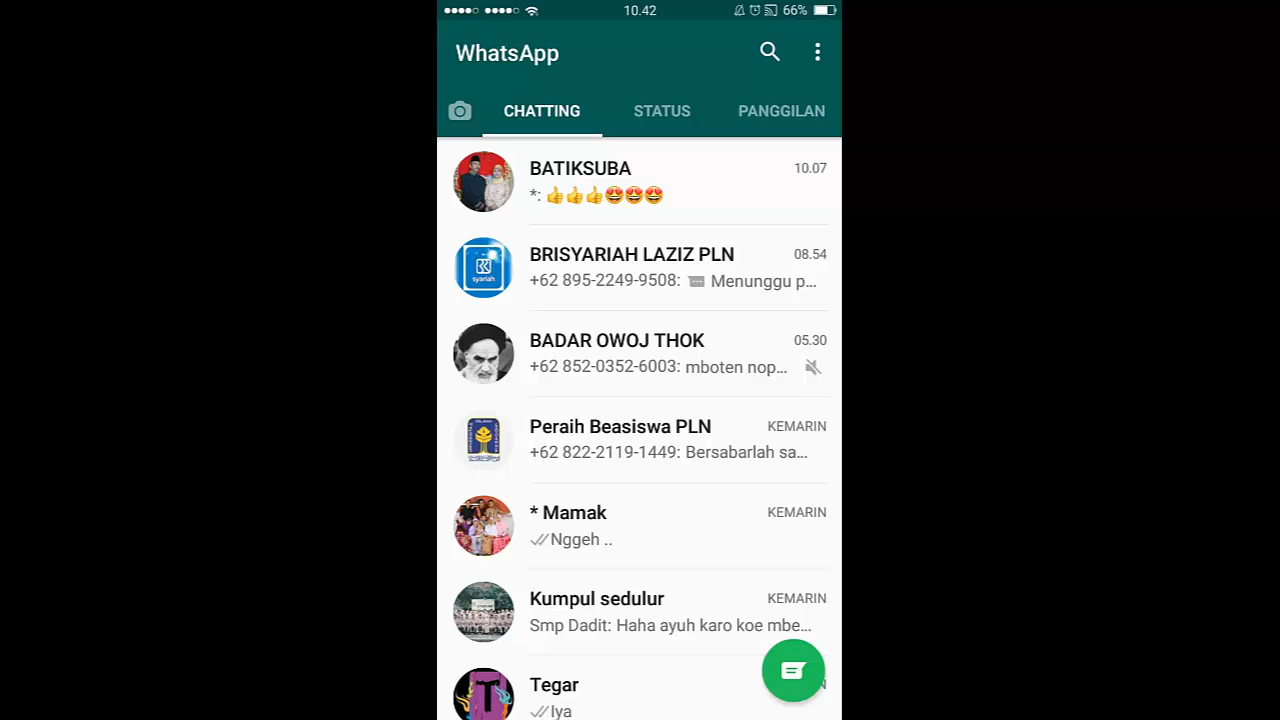 10.42
66%
WhatsApp
CHATTING
STATUS
PANGGILAN
BATIKSUBA
10.07
*: 👍👍👍😍😍😍
BRISYARIAH LAZIZ PLN
08.54
syariah
+62 895-2249-9508: Menunggu p...
BADAR OWOJ THOK
05.30
+62 852-0352-6003: mboten nop...
Peraih Beasiswa PLN
KEMARIN
+62 822-2119-1449: Bersabarlah sa...
* Mamak
KEMARIN
Nggeh ..
Kumpul sedulur
KEMARIN
Smp Dadit: Haha ayuh karo koe mbe...
Tegar
Iya